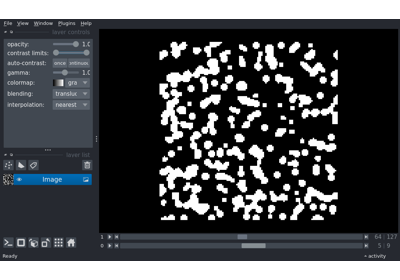 File View Window Plugins Help
layer controls
opacity: 1.0
contrast limits:
auto-contrast: once
gamma: 1.0
colormap: gra
blending: translu
interpolation: nearest
layer list
Image
1 64 127
0 5 9
Ready activity